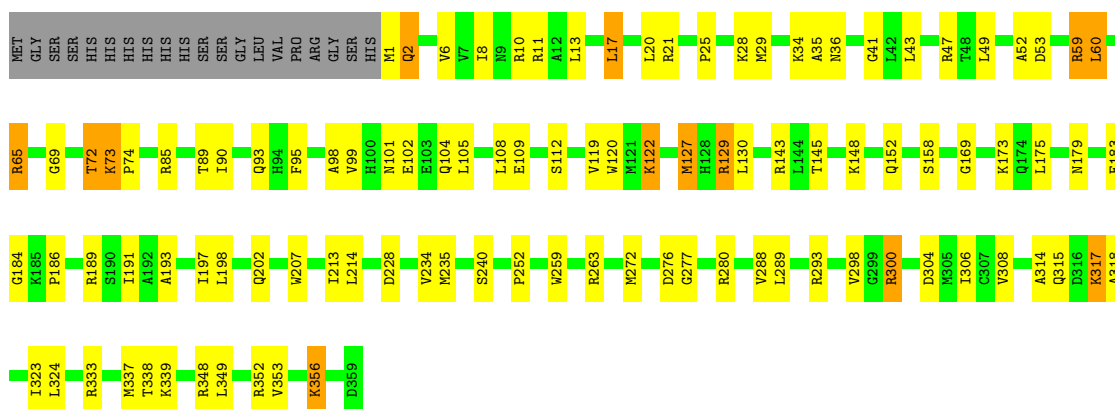 MET GLY SER SER HIS HIS HIS HIS HIS HIS SER SER GLY LEU VAL PRO ARG GLY SER HIS M1 Q2 V6 V7 I8 N9 R10 R11 A12 L13 L17 L20 R21 P25 K28 M29 K34 A35 N36 G41 L42 L43 R47 T48 L49 A52 D53 R59 L60
R65 G69 T72 K73 P74 R85 T89 I90 Q93 H94 F95 A98 V99 H100 N101 E102 E103 Q104 L105 L108 E109 S112 V119 W120 M121 K122 M127 H128 R129 L130 R143 L144 T145 K148 Q152 S158 G169 K173 Q174 L175 N179
G184 K185 P186 R189 S190 I191 A192 A193 I197 L198 Q202 W207 I213 L214 D228 V234 M235 S240 P252 W259 R263 M272 D276 G277 R280 V288 L289 R293 V298 G299 R300 D304 M305 I306 C307 V308 A314 Q315 D316 K317 A318
I323 L324 R333 M337 T338 K339 R348 L349 R352 V353 K356 D359